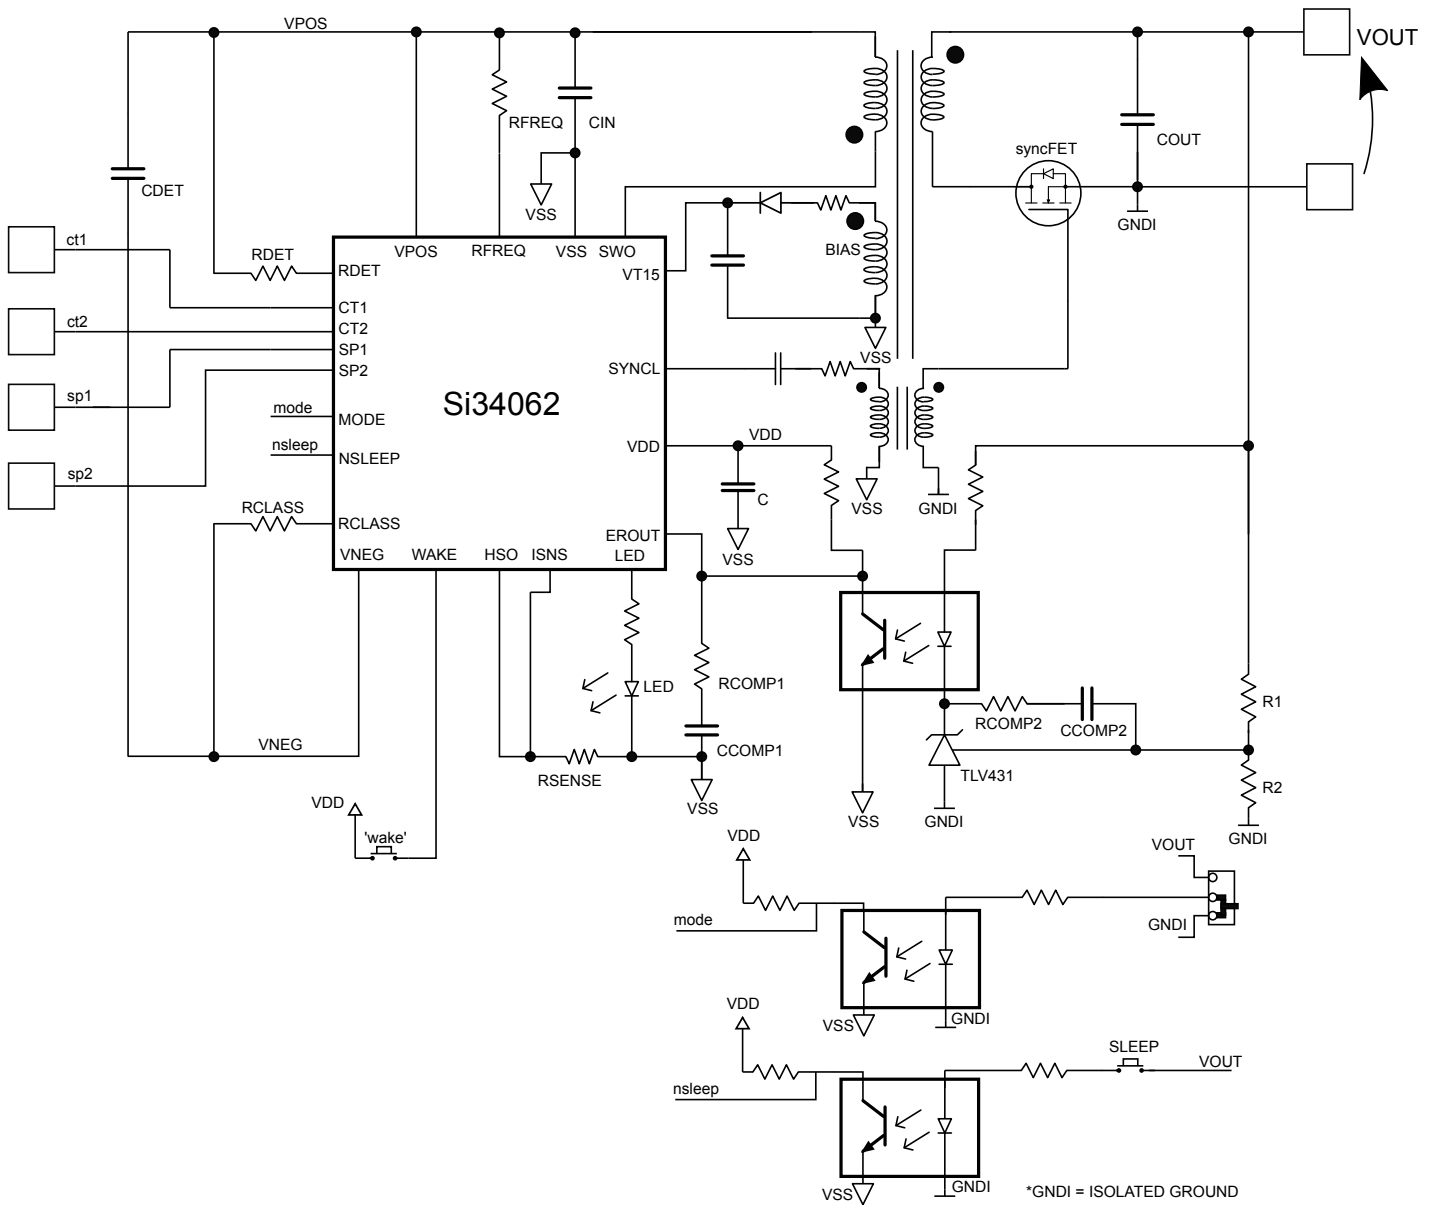 VPOS
VOUT
RFREQ
CIN
COUT
syncFET
CDET
VSS
GNDI
ct1
RDET
VPOS
RFREQ
VSS
SWO
BIAS
RDET
VT15
CT1
ct2
CT2
SP1
VSS
SP2
SYNCL
sp1
Si34062
mode
MODE
nsleep
NSLEEP
VDD
VDD
sp2
C
VSS
GNDI
RCLASS
RCLASS
EROUT
VNEG
WAKE
HSO
ISNS
LED
VSS
LED
RCOMP1
R1
RCOMP2
CCOMP2
VNEG
CCOMP1
RSENSE
TLV431
R2
VDD
VSS
VSS
GNDI
'wake'
VDD
GNDI
VOUT
mode
GNDI
VSS
GNDI
VDD
SLEEP
VOUT
nsleep
VSS
GNDI
*GNDI = ISOLATED GROUND